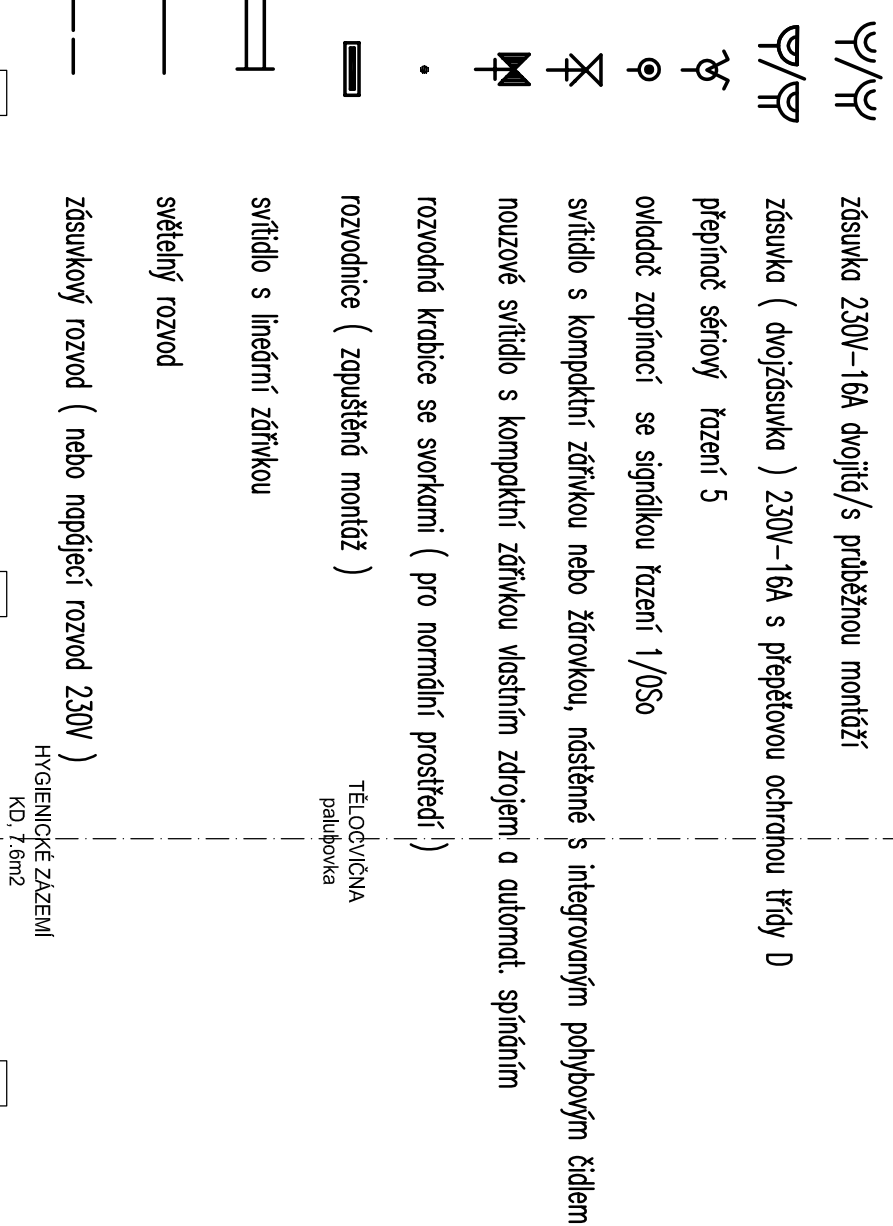 zásuvka 230V-16A dvojitá/s průběžnou montáží
zásuvka ( dvojzásuvka ) 230V-16A s přepěťovou ochranou třídy D
přepínač sériový řazení 5
ovladač zapínací se signálkou řazení 1/0So
svítidlo s kompaktní zářivkou nebo žárovkou, nástěnné s integrovaným pohybovým čidlem
nouzové svítidlo s kompaktní zářivkou vlastním zdrojem a automat. spínáním
rozvodná krabice se svorkami ( pro normální prostředí )
rozvodnice ( zapuštěná montáž )
TĚLOCVIČNA
palubovka
svítidlo s lineární zářivkou
světelný rozvod
zásuvkový rozvod ( nebo napájecí rozvod 230V )
HYGIENICKÉ ZÁZEMÍ
KD, 7.6m2